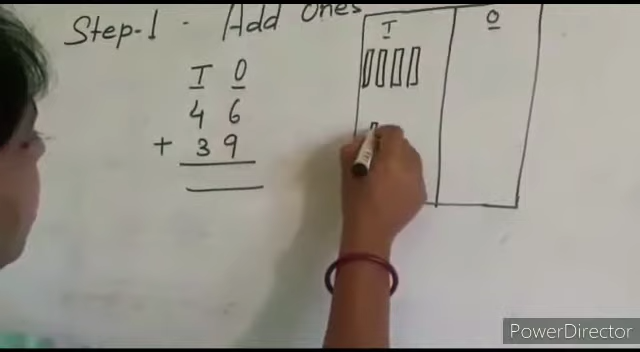 Step-1 - Add Ones
T O
4 6
+ 3 9
T O
PowerDirector